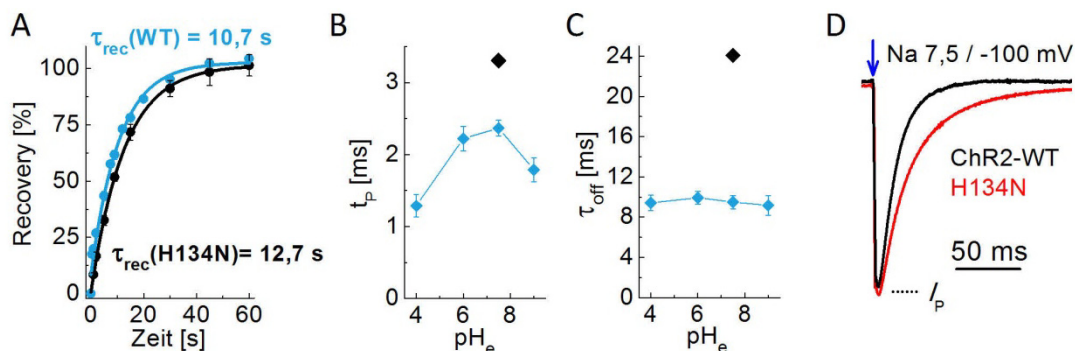 A
τrec(WT) = 10,7 s
100
75
50
25
0
Recovery [%]
τrec(H134N)= 12,7 s
0 20 40 60
Zeit [s]
B
4
3
2
1
0
tP [ms]
4 6 8
pHe
C
24
20
16
12
8
4
0
τoff [ms]
4 6 8
pHe
D
Na 7,5 / -100 mV
ChR2-WT
H134N
50 ms
IP